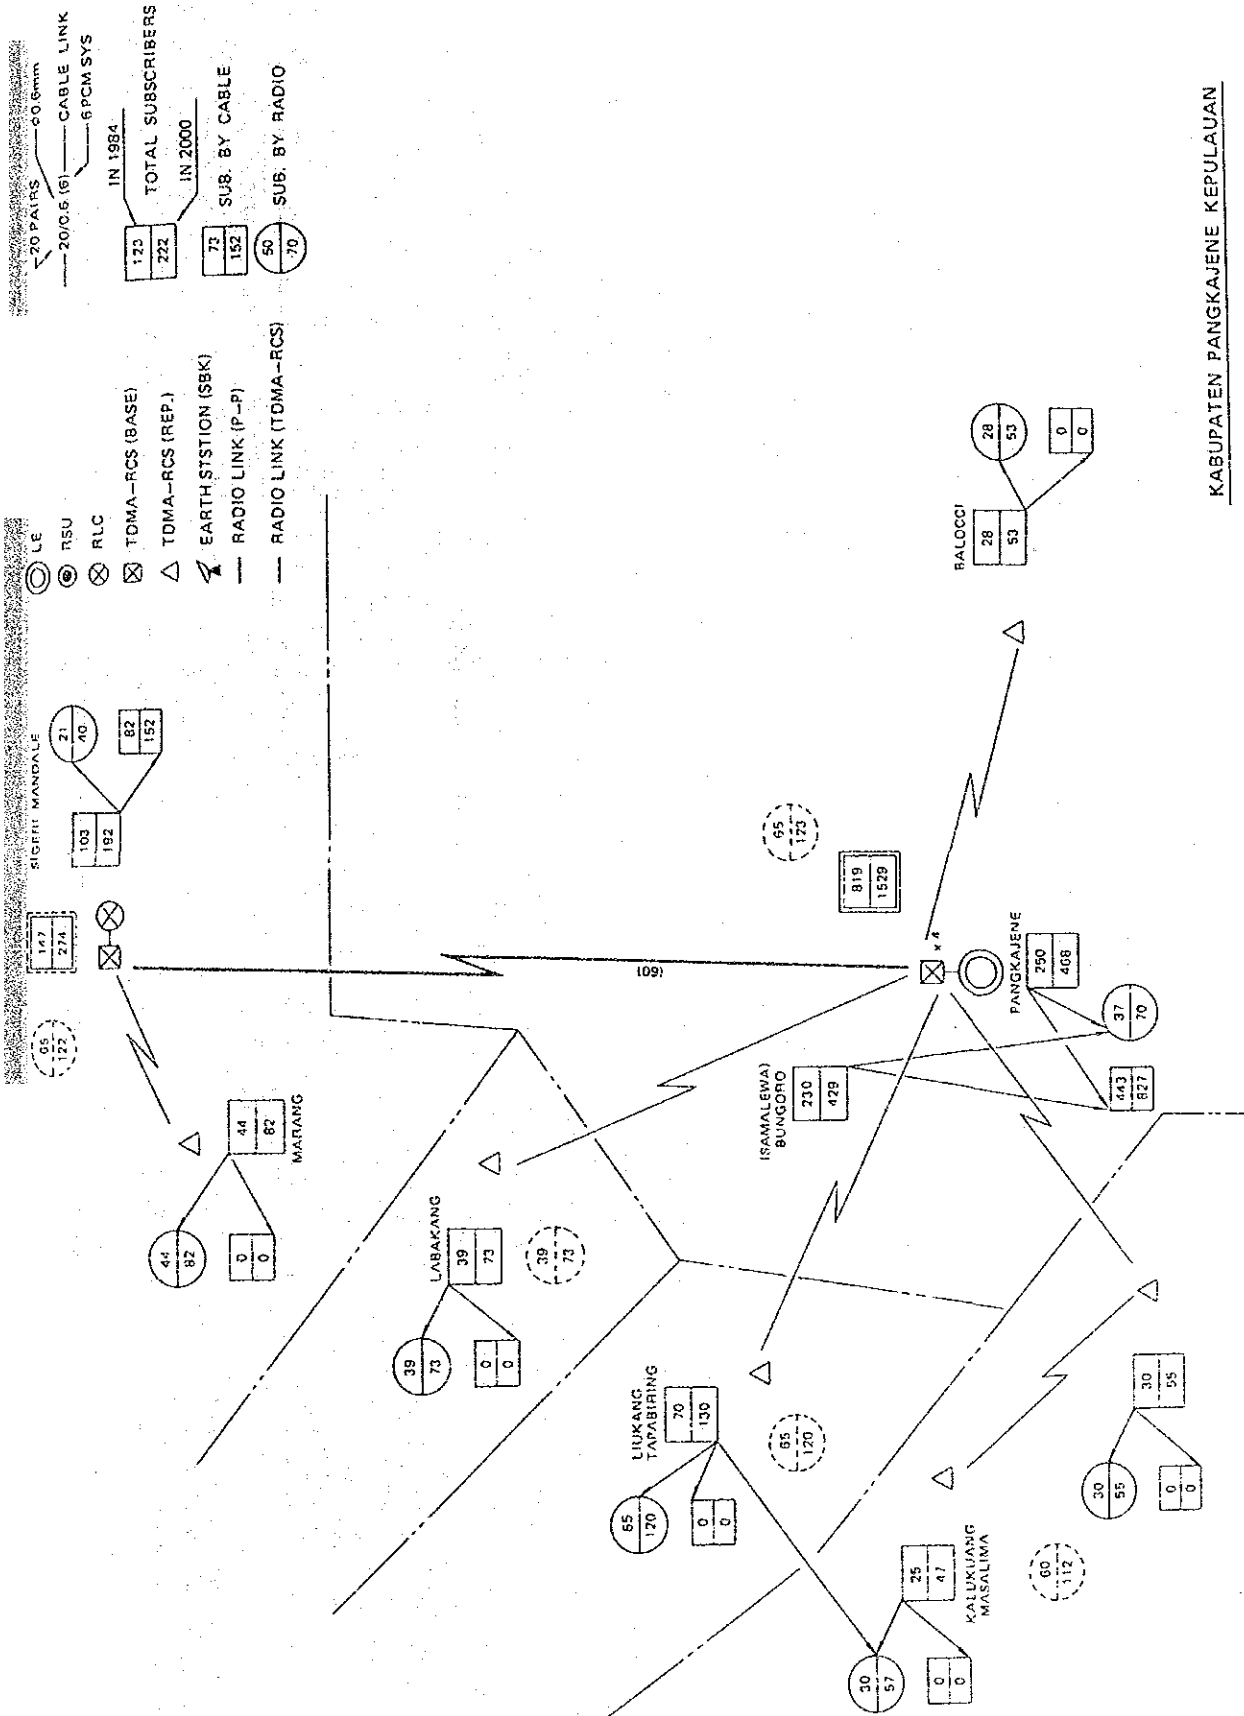 20 PAIRS
φ0.6mm
20/0.6 (6)
CABLE LINK
6PCM SYS
IN 1984
123
222
TOTAL SUBSCRIBERS
IN 2000
73
152
SUB. BY CABLE
50
70
SUB. BY RADIO
LE
RSU
RLC
TDMA-RCS (BASE)
TDMA-RCS (REP.)
EARTH STSTION (SBK)
RADIO LINK (P-P)
RADIO LINK (TDMA-RCS)
SIGERI MANDALE
103
192
21
40
82
152
147
274
65
122
44
82
MARANG
44
82
0
0
LABAKANG
39
73
39
73
0
0
39
73
LIUKANG
TAPABIRING
70
130
65
120
0
0
65
120
30
57
25
47
KALUKUANG
MASALIMA
0
0
60
112
30
55
30
55
0
0
(60)
65
123
819
1529
× 4
PANGKAJENE
250
468
37
70
443
827
(SAMALEWA)
BUNGORO
230
429
BALOCCI
28
53
28
53
0
0
KABUPATEN PANGKAJENE KEPULAUAN